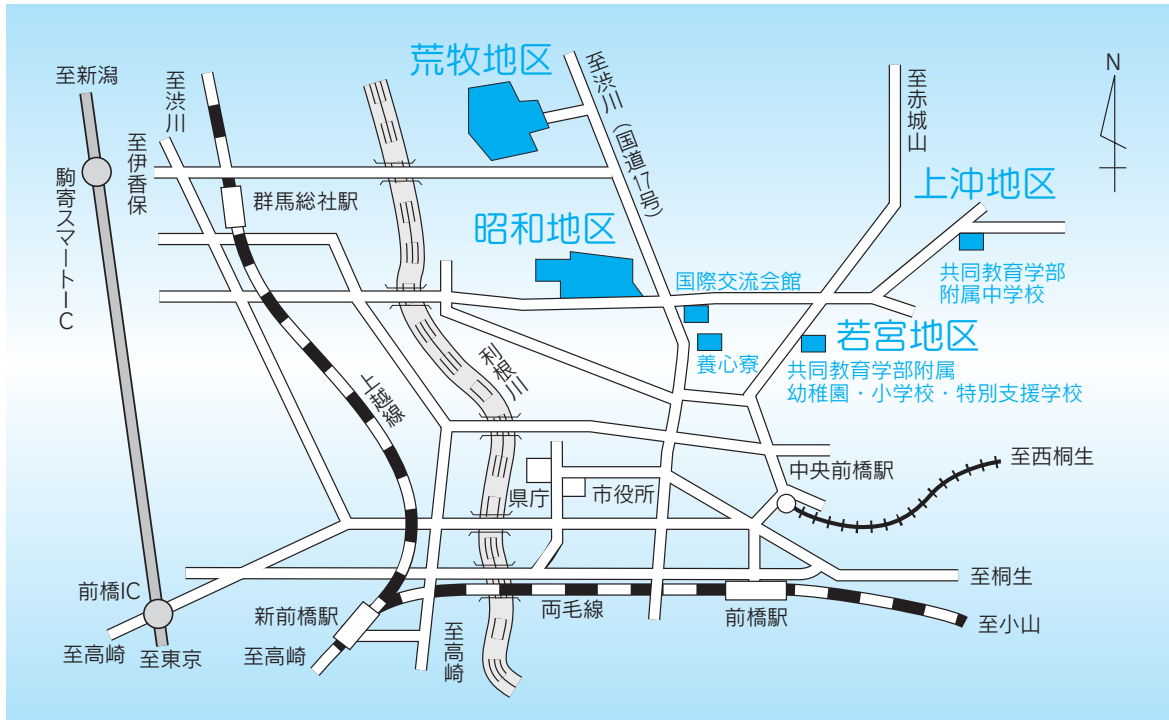 荒牧地区
N
至新潟
至渋川
至渋川（国道17号）
至赤城山
至伊香保
駒寄スマートIC
群馬総社駅
上沖地区
昭和地区
共同教育学部
附属中学校
国際交流会館
若宮地区
養心寮
共同教育学部附属
幼稚園・小学校・特別支援学校
利根川
上越線
中央前橋駅
至西桐生
県庁
市役所
前橋IC
新前橋駅
両毛線
前橋駅
至桐生
至小山
至高崎
至東京
至高崎
至高崎